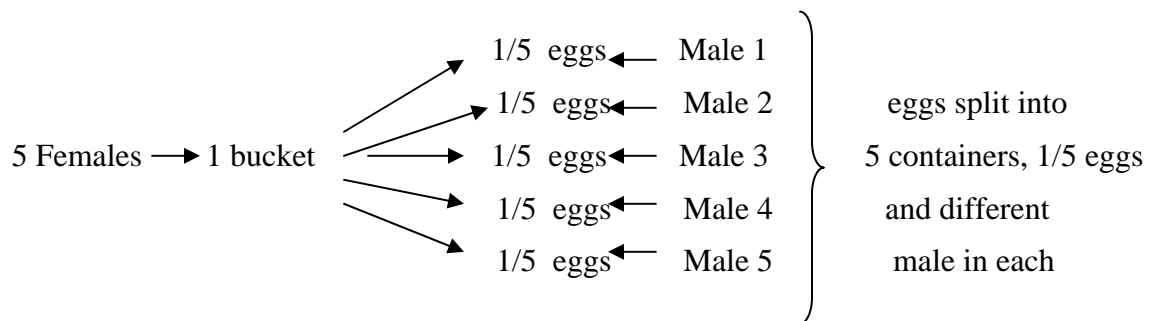 1/5 eggs Male 1
1/5 eggs Male 2 eggs split into
5 Females 1 bucket 1/5 eggs Male 3 5 containers, 1/5 eggs
1/5 eggs Male 4 and different
1/5 eggs Male 5 male in each